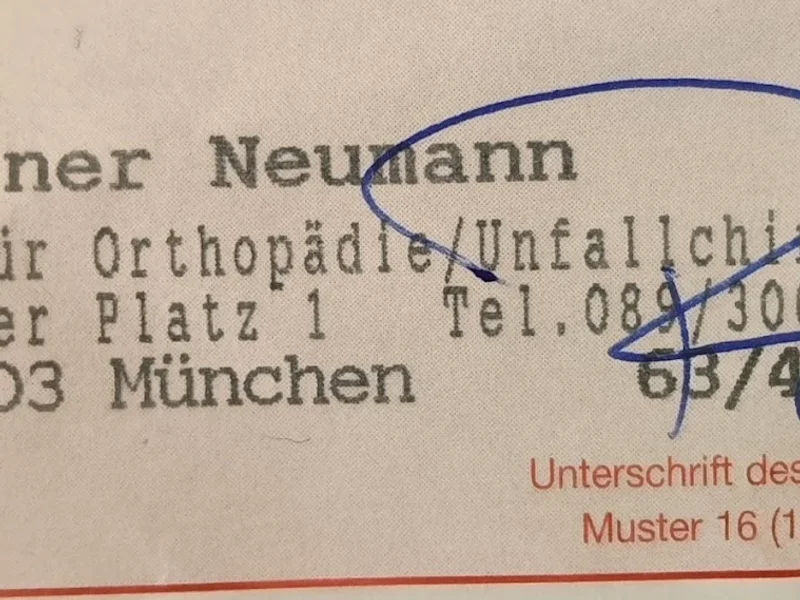 ner Neumann
ür Orthopädie/Unfallchi
er Platz 1 Tel.089/300
03 München 63/4
Unterschrift des
Muster 16 (1